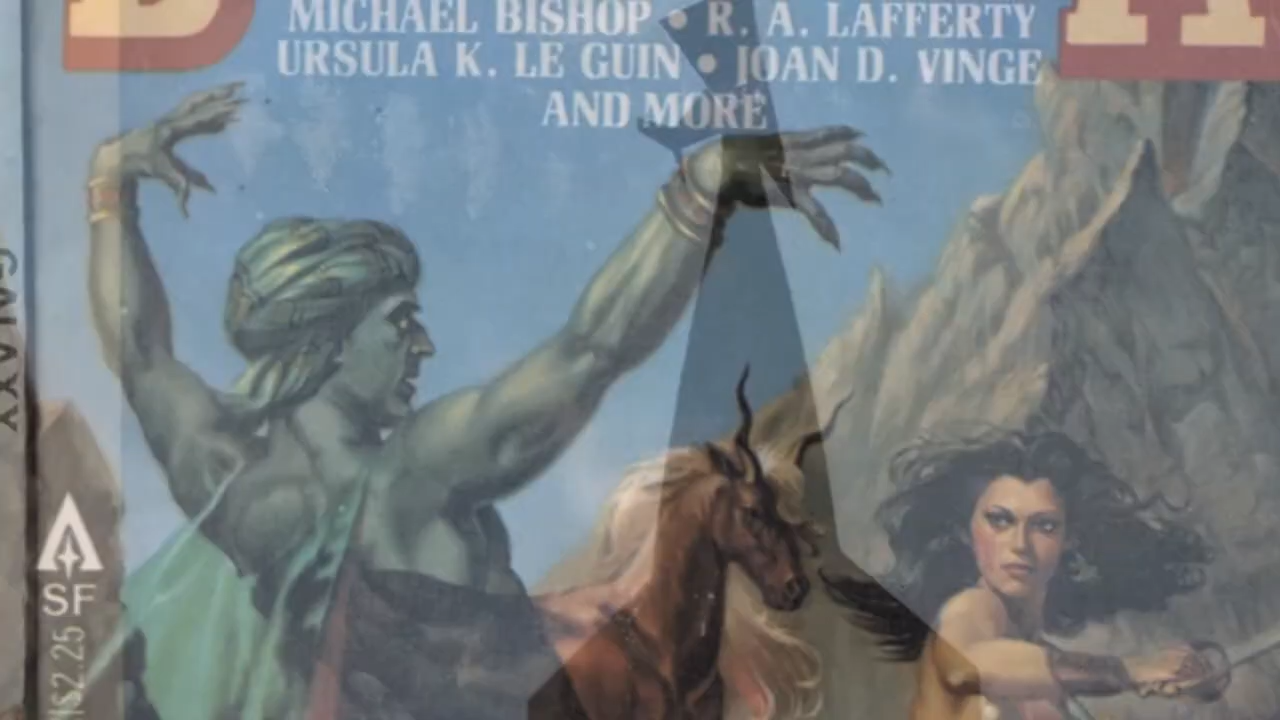 MICHAEL BISHOP • R. A. LAFFERTY
URSULA K. LE GUIN • JOAN D. VINGE
AND MORE
GALAXY
SF
$2.25